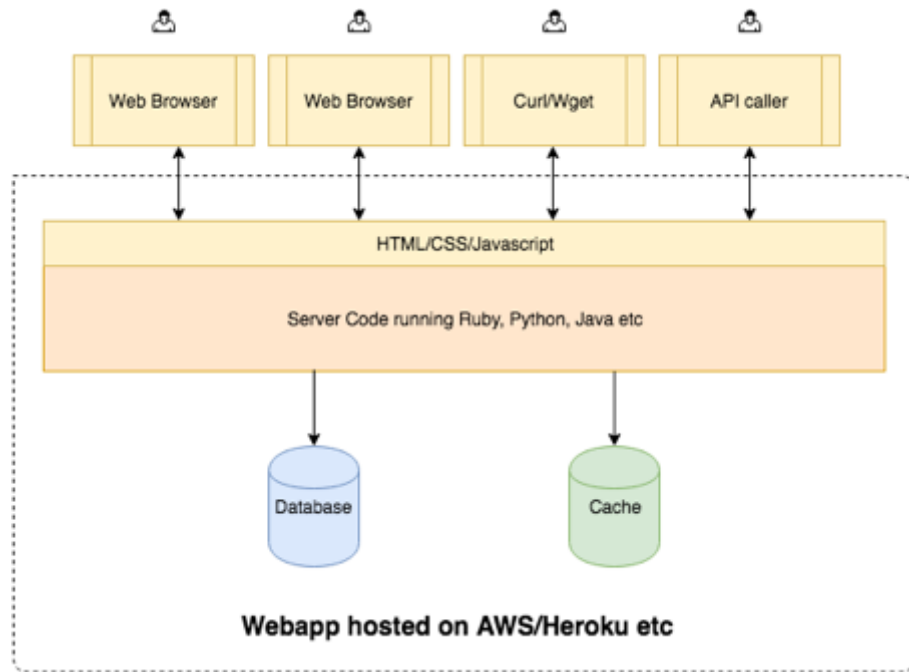 Web Browser
Web Browser
Curl/Wget
API caller
HTML/CSS/Javascript
Server Code running Ruby, Python, Java etc
Database
Cache
Webapp hosted on AWS/Heroku etc